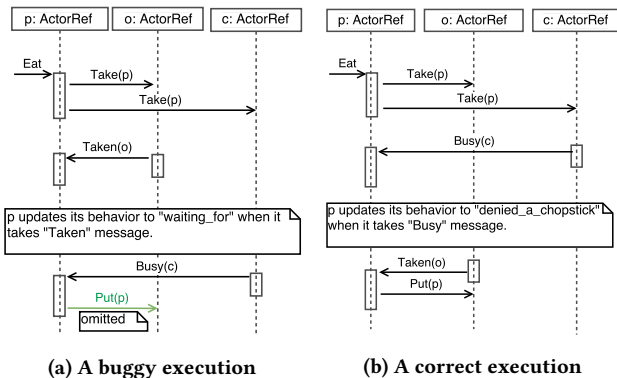 p: ActorRef
o: ActorRef
c: ActorRef
Eat
Take(p)
Take(p)
Taken(o)
p updates its behavior to "waiting_for" when it
takes "Taken" message.
Busy(c)
Put(p)
omitted
(a) A buggy execution
p: ActorRef
o: ActorRef
c: ActorRef
Eat
Take(p)
Take(p)
Busy(c)
p updates its behavior to "denied_a_chopstick"
when it takes "Busy" message.
Taken(o)
Put(p)
(b) A correct execution